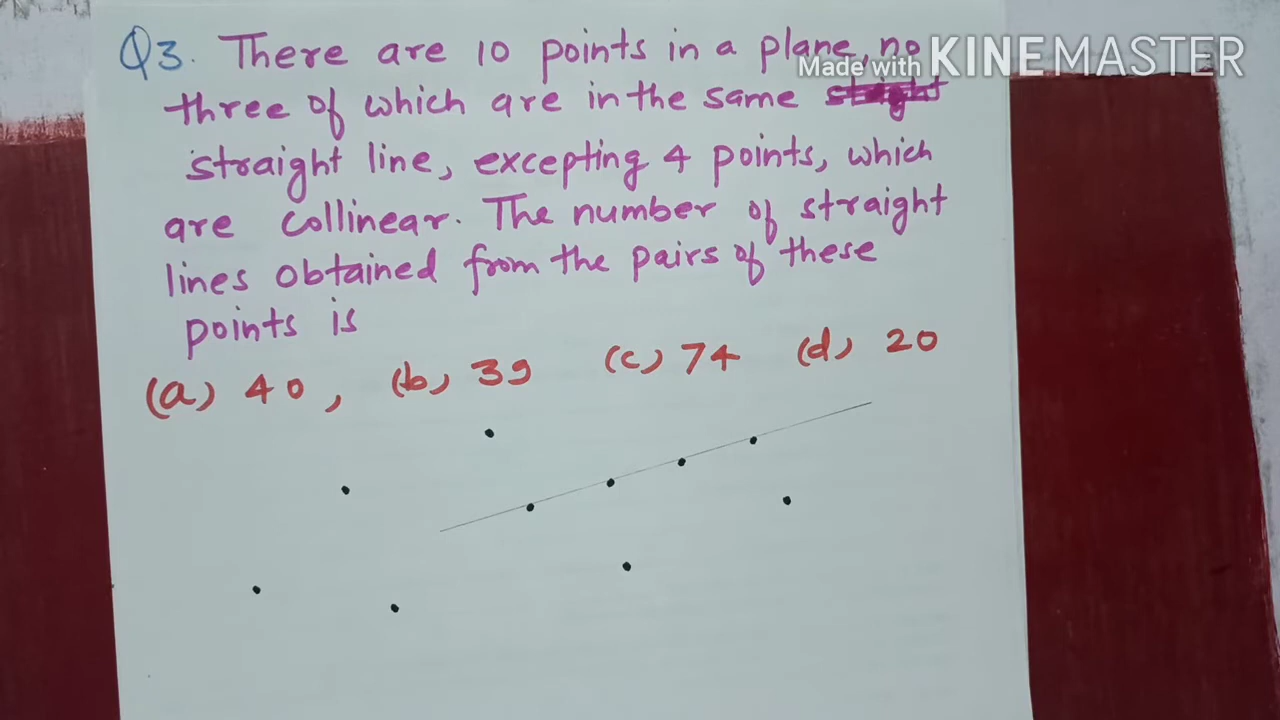 Q3. There are 10 points in a plane, no
Made with KINEMASTER
three of which are in the same straight
straight line, excepting 4 points, which
are collinear. The number of straight
lines obtained from the pairs of these
points is
(a) 40, (b) 39 (c) 74 (d) 20